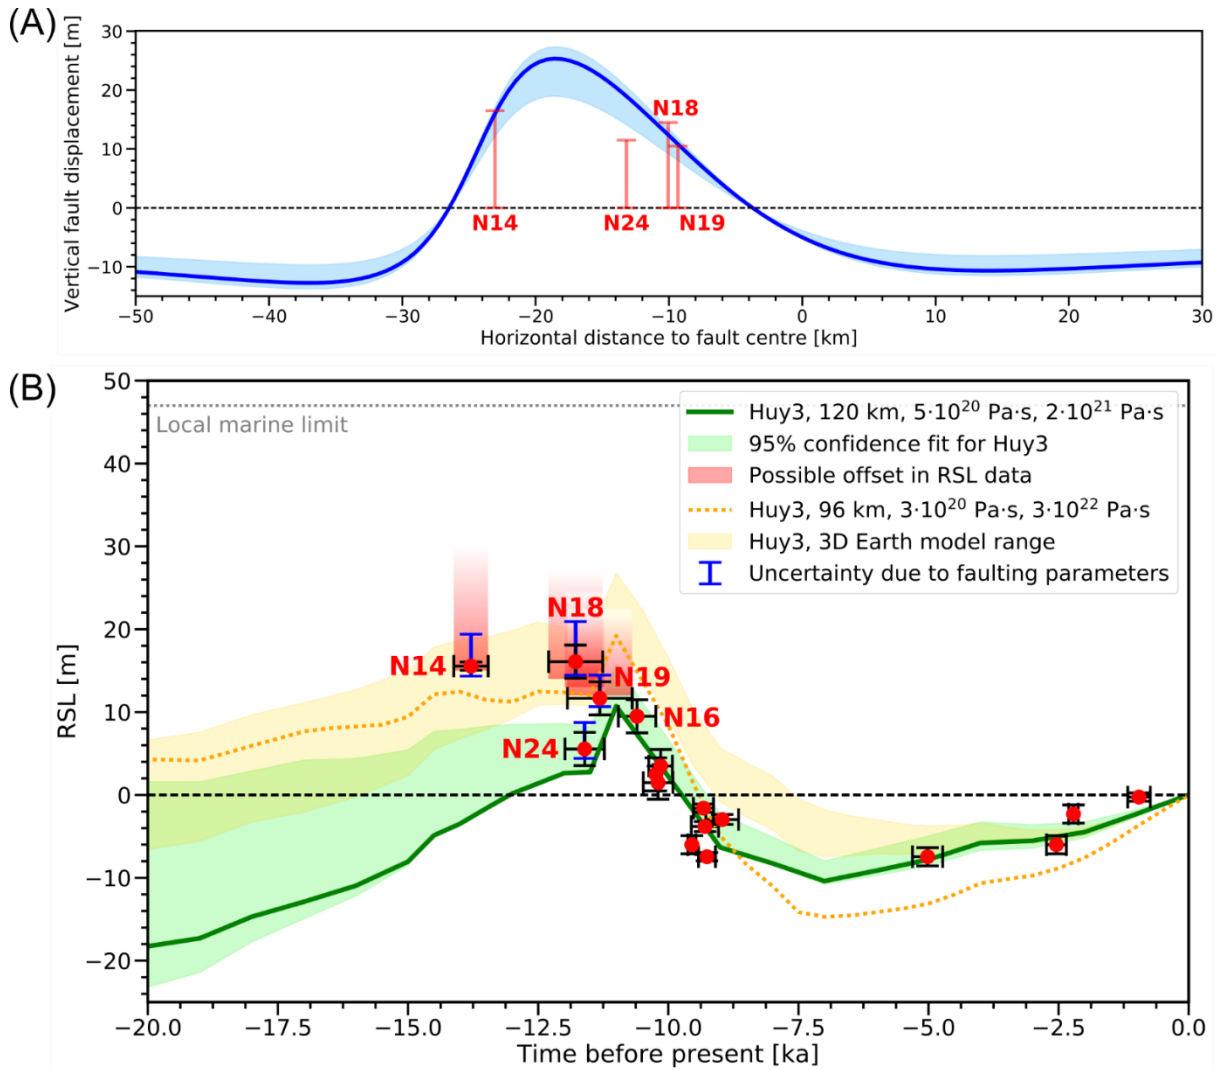 (A)
Vertical fault displacement [m]
30
20
10
0
−10
N18
N14
N24
N19
−50
−40
−30
−20
−10
0
10
20
30
Horizontal distance to fault centre [km]
(B)
RSL [m]
50
40
30
20
10
0
−10
−20
Local marine limit
Huy3, 120 km, 5·10²⁰ Pa·s, 2·10²¹ Pa·s
95% confidence fit for Huy3
Possible offset in RSL data
Huy3, 96 km, 3·10²⁰ Pa·s, 3·10²² Pa·s
Huy3, 3D Earth model range
Uncertainty due to faulting parameters
N18
N14
N19
N16
N24
−20.0
−17.5
−15.0
−12.5
−10.0
−7.5
−5.0
−2.5
0.0
Time before present [ka]